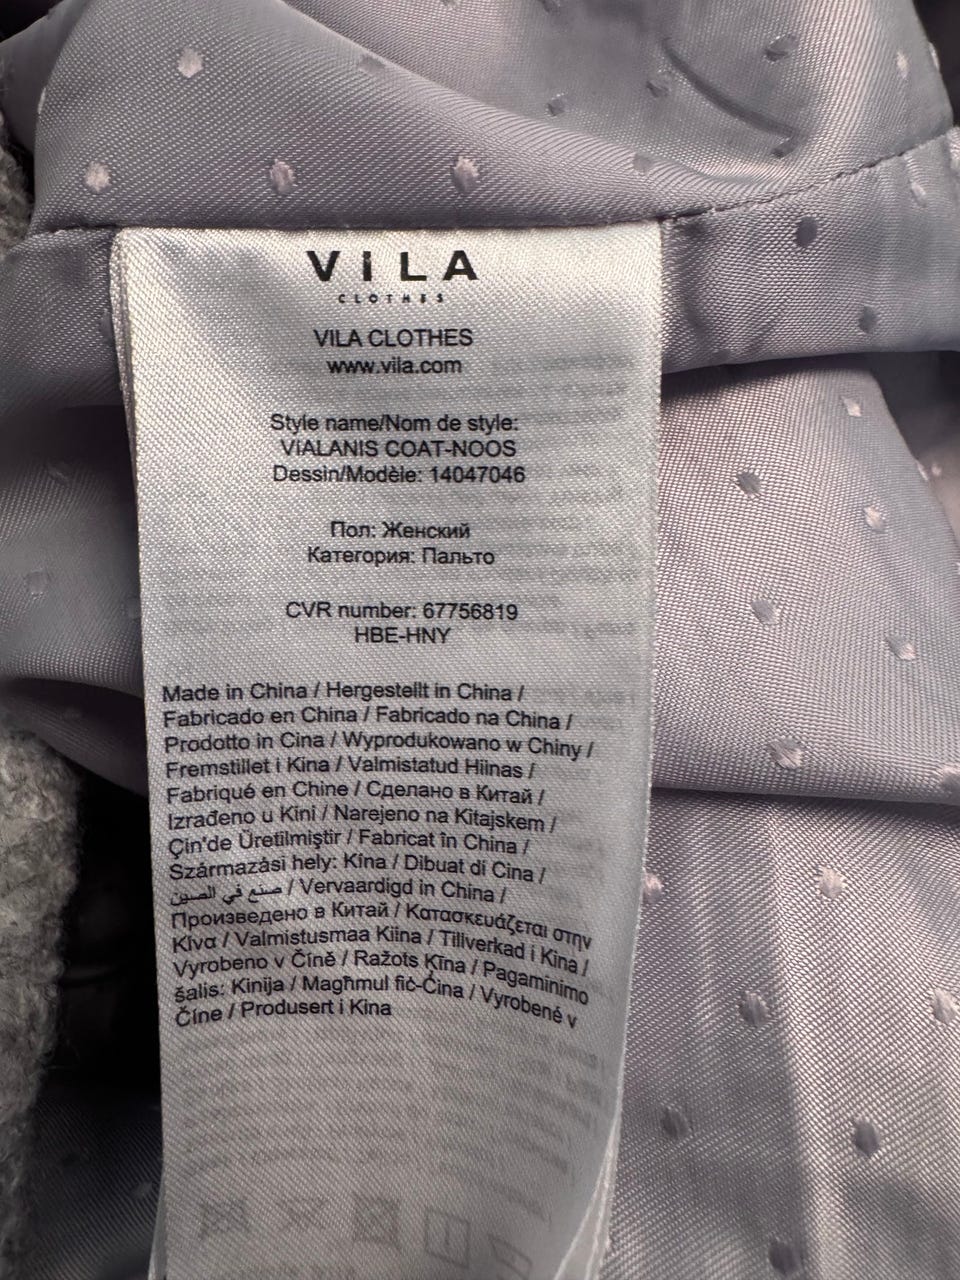 VILA
CLOTHES
VILA CLOTHES
www.vila.com
Style name/Nom de style:
VIALANIS COAT-NOOS
Dessin/Modèle: 14047046
Пол: Женский
Категория: Пальто
CVR number: 67756819
HBE-HNY
Made in China / Hergestellt in China /
Fabricado en China / Fabricado na China /
Prodotto in Cina / Wyprodukowano w Chiny /
Fremstillet i Kina / Valmistatud Hiinas /
Fabriqué en Chine / Сделано в Китай /
Izrađeno u Kini / Narejeno na Kitajskem /
Çin'de Üretilmiştir / Fabricat în China /
Származási hely: Kína / Dibuat di Cina /
صنع في الصين / Vervaardigd in China /
Произведено в Китай / Κατασκευάζεται στην
Κίνα / Valmistusmaa Kiina / Tillverkad i Kina /
Vyrobeno v Číně / Ražots Ķīna / Pagaminimo
šalis: Kinija / Magħmul fiċ-Ċina / Vyrobené v
Číne / Produsert i Kina